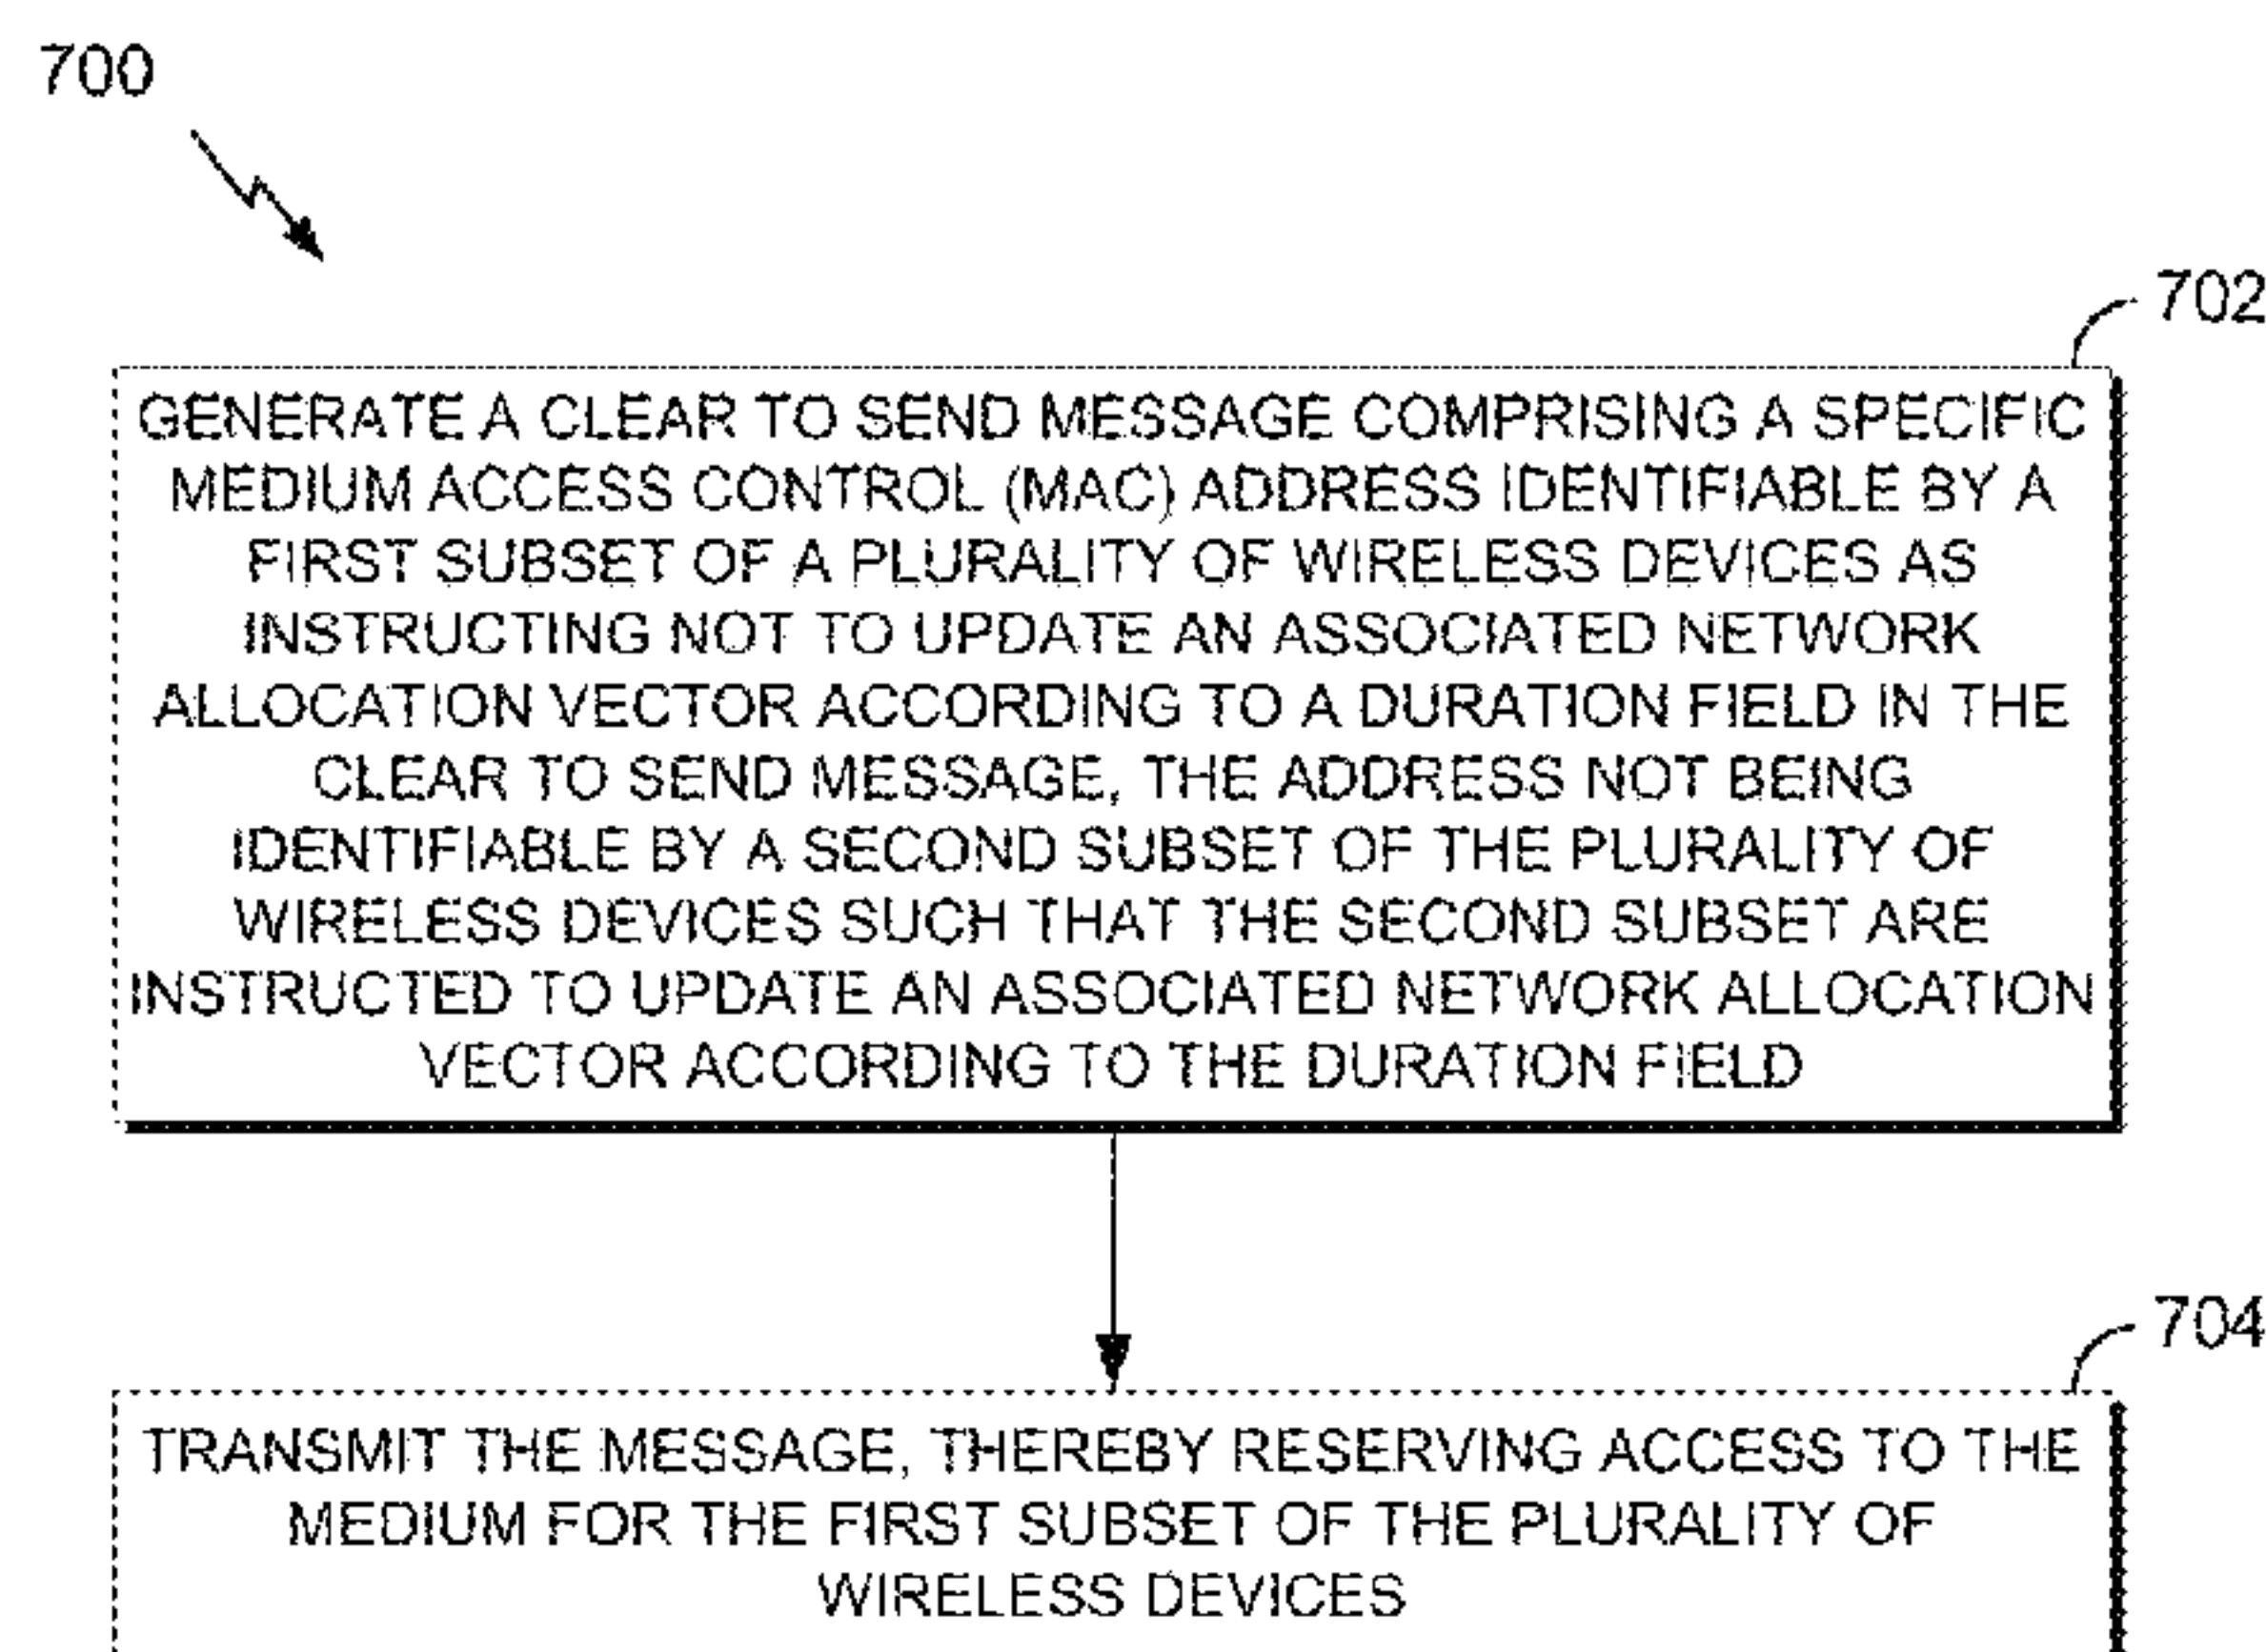 700
702
GENERATE A CLEAR TO SEND MESSAGE COMPRISING A SPECIFIC
MEDIUM ACCESS CONTROL (MAC) ADDRESS IDENTIFIABLE BY A
FIRST SUBSET OF A PLURALITY OF WIRELESS DEVICES AS
INSTRUCTING NOT TO UPDATE AN ASSOCIATED NETWORK
ALLOCATION VECTOR ACCORDING TO A DURATION FIELD IN THE
CLEAR TO SEND MESSAGE, THE ADDRESS NOT BEING
IDENTIFIABLE BY A SECOND SUBSET OF THE PLURALITY OF
WIRELESS DEVICES SUCH THAT THE SECOND SUBSET ARE
INSTRUCTED TO UPDATE AN ASSOCIATED NETWORK ALLOCATION
VECTOR ACCORDING TO THE DURATION FIELD
704
TRANSMIT THE MESSAGE, THEREBY RESERVING ACCESS TO THE
MEDIUM FOR THE FIRST SUBSET OF THE PLURALITY OF
WIRELESS DEVICES